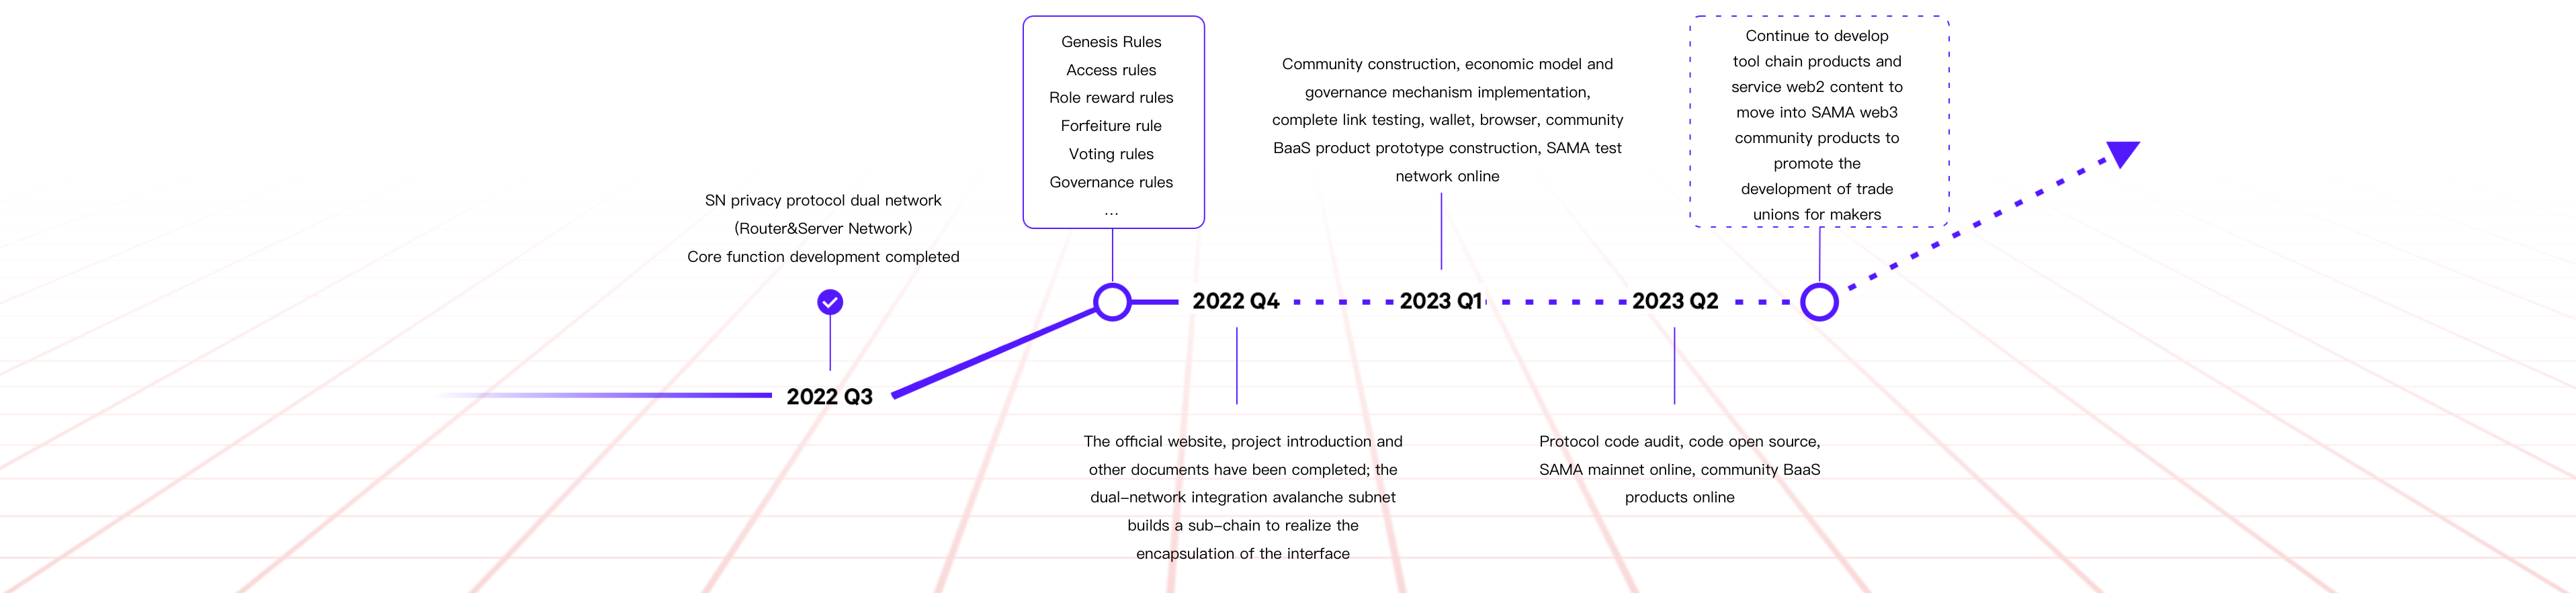 SN privacy protocol dual network
(Router&Server Network)
Core function development completed
2022 Q3
Genesis Rules
Access rules
Role reward rules
Forfeiture rule
Voting rules
Governance rules
...
2022 Q4
The official website, project introduction and
other documents have been completed; the
dual-network integration avalanche subnet
builds a sub-chain to realize the
encapsulation of the interface
Community construction, economic model and
governance mechanism implementation,
complete link testing, wallet, browser, community
BaaS product prototype construction, SAMA test
network online
2023 Q1
2023 Q2
Protocol code audit, code open source,
SAMA mainnet online, community BaaS
products online
Continue to develop
tool chain products and
service web2 content to
move into SAMA web3
community products to
promote the
development of trade
unions for makers